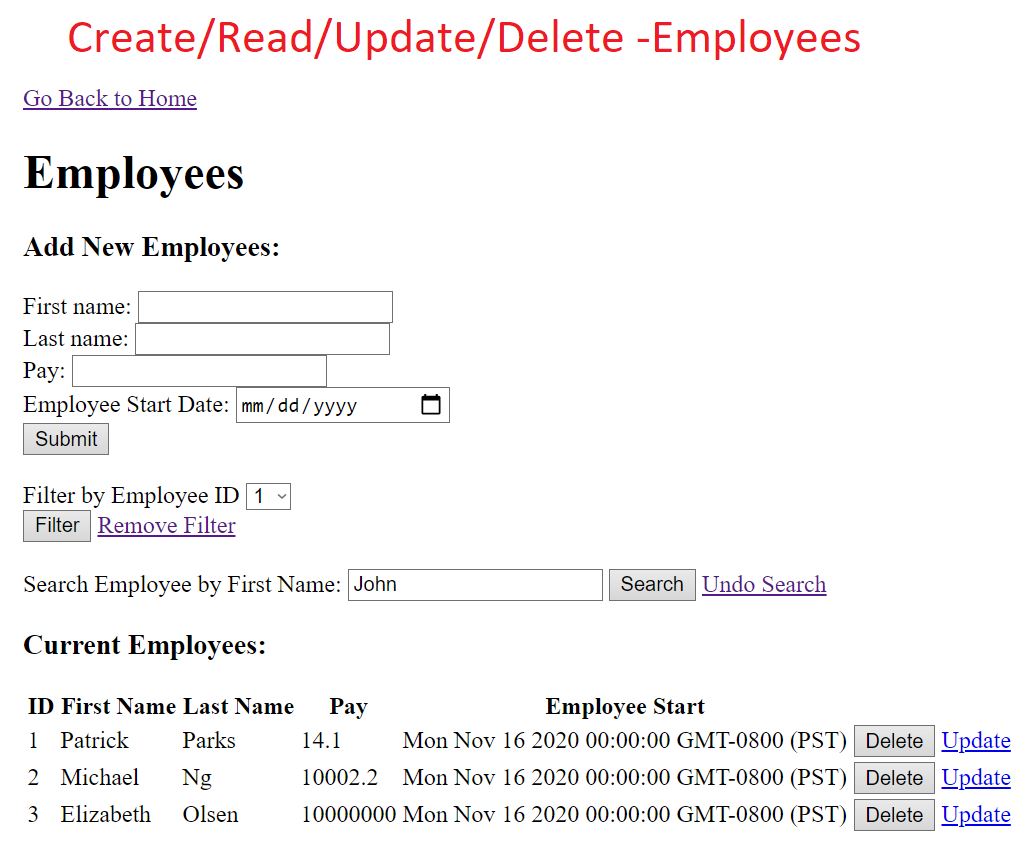 Create/Read/Update/Delete -Employees
Go Back to Home
Employees
Add New Employees:
First name:
Last name:
Pay:
Employee Start Date: mm/dd/yyyy
Submit
Filter by Employee ID 1
Filter Remove Filter
Search Employee by First Name: John Search Undo Search
Current Employees:
ID First Name Last Name Pay Employee Start
1 Patrick Parks 14.1 Mon Nov 16 2020 00:00:00 GMT-0800 (PST) Delete Update
2 Michael Ng 10002.2 Mon Nov 16 2020 00:00:00 GMT-0800 (PST) Delete Update
3 Elizabeth Olsen 10000000 Mon Nov 16 2020 00:00:00 GMT-0800 (PST) Delete Update